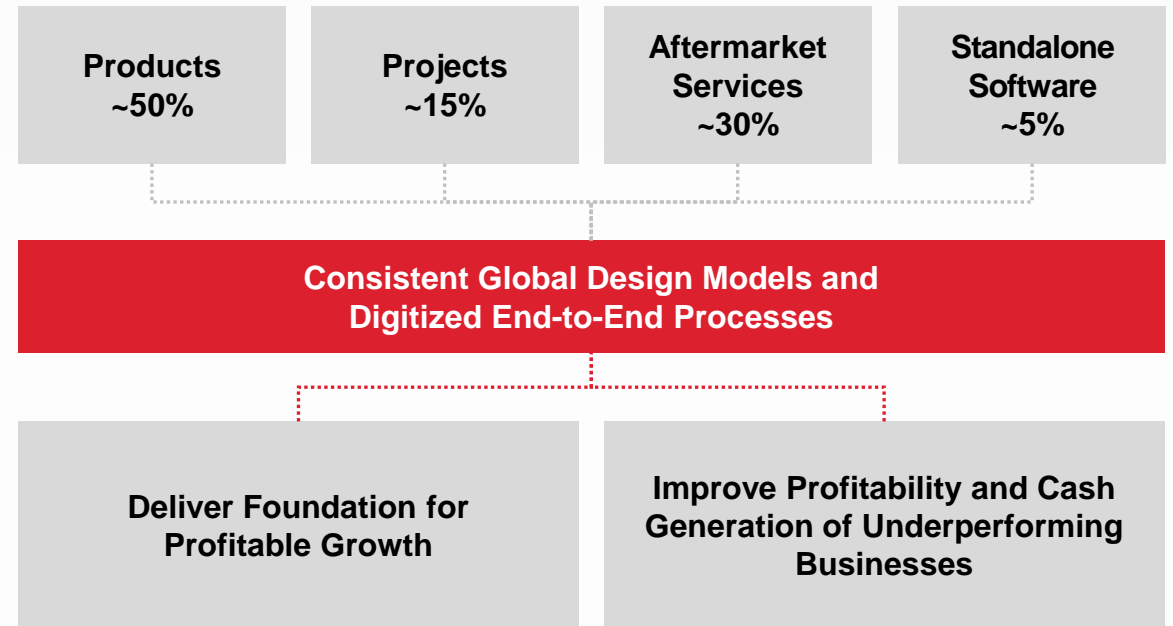 Products
~50%
Projects
~15%
Aftermarket
Services
~30%
Standalone
Software
~5%
Consistent Global Design Models and
Digitized End-to-End Processes
Deliver Foundation for
Profitable Growth
Improve Profitability and Cash
Generation of Underperforming
Businesses